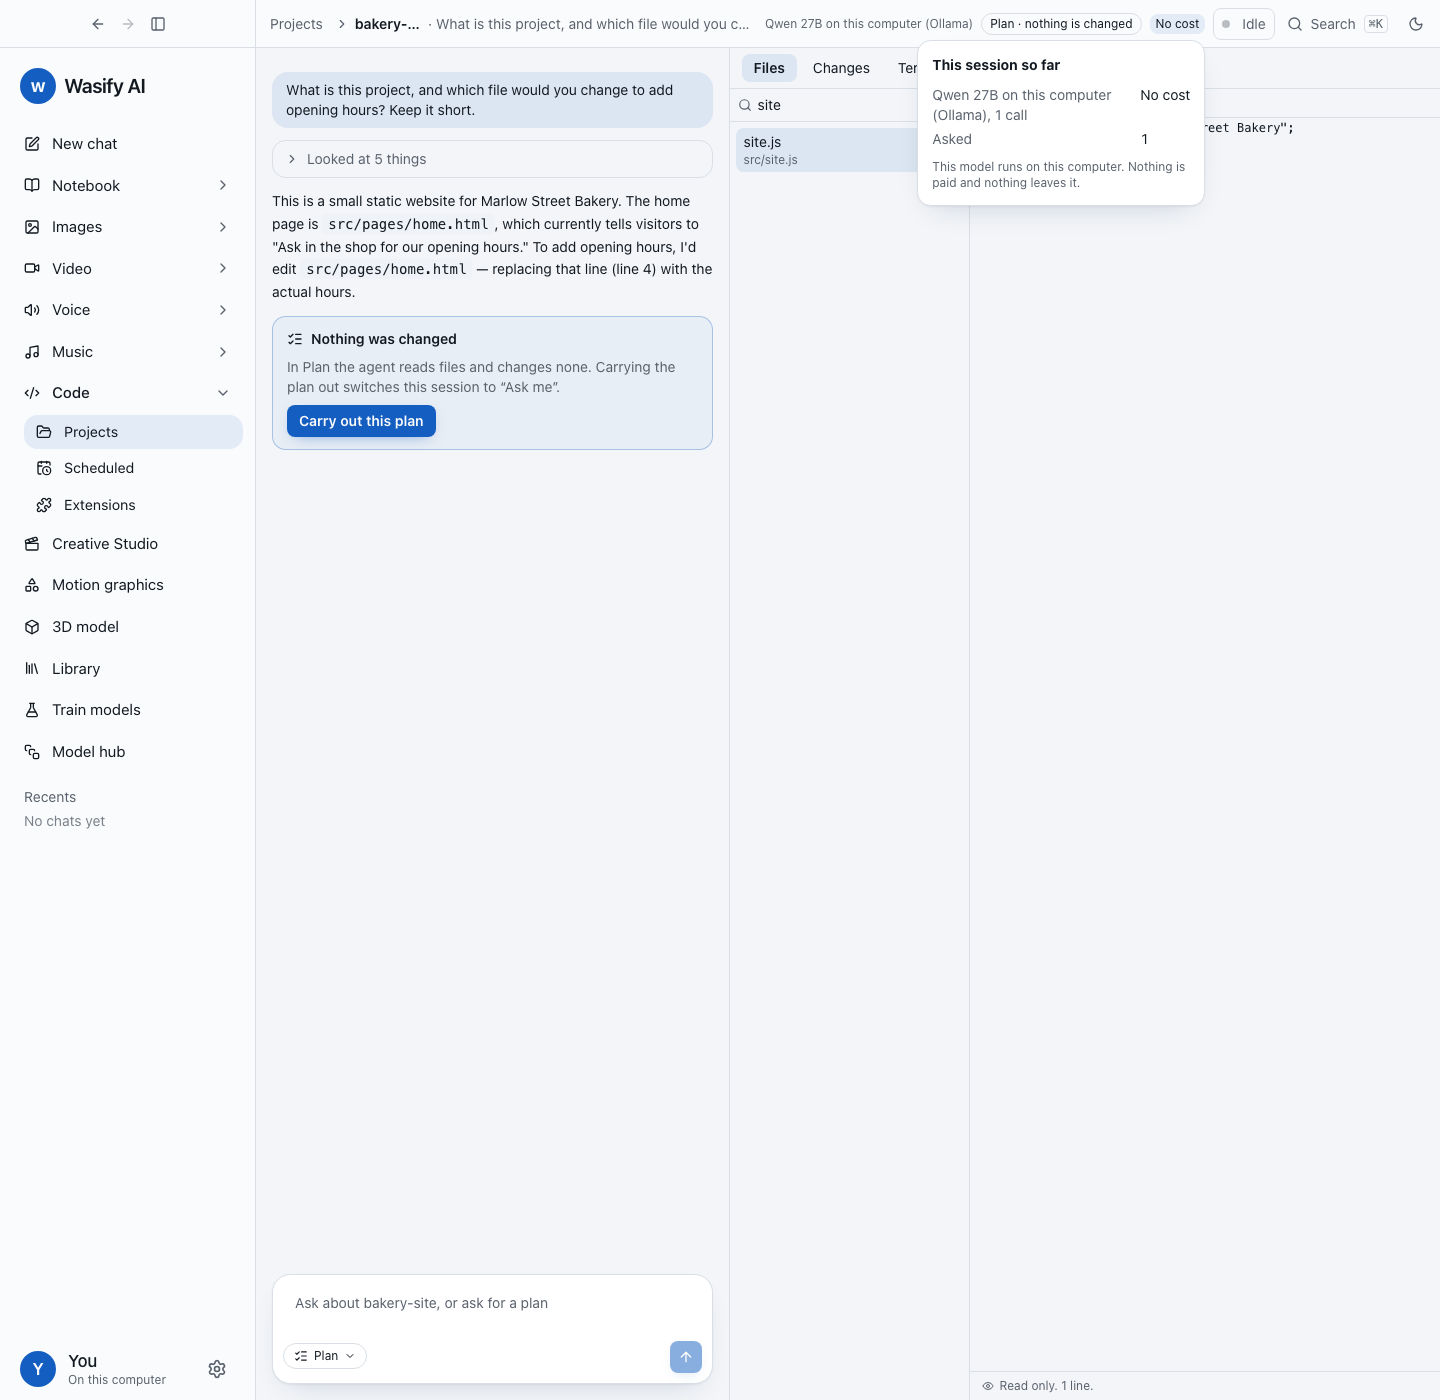 Projects
bakery-...
· What is this project, and which file would you c...
Qwen 27B on this computer (Ollama)
Plan · nothing is changed
No cost
Idle
Search
⌘K
W
Wasify AI
New chat
Notebook
Images
Video
Voice
Music
Code
Projects
Scheduled
Extensions
Creative Studio
Motion graphics
3D model
Library
Train models
Model hub
Recents
No chats yet
Y
You
On this computer
What is this project, and which file would you change to add
opening hours? Keep it short.
Looked at 5 things
This is a small static website for Marlow Street Bakery. The home
page is src/pages/home.html , which currently tells visitors to
"Ask in the shop for our opening hours." To add opening hours, I'd
edit src/pages/home.html — replacing that line (line 4) with the
actual hours.
Nothing was changed
In Plan the agent reads files and changes none. Carrying the
plan out switches this session to “Ask me”.
Carry out this plan
Ask about bakery-site, or ask for a plan
Plan
Files
Changes
Ter
site
site.js
src/site.js
This session so far
Qwen 27B on this computer
(Ollama), 1 call
No cost
Asked
1
This model runs on this computer. Nothing is
paid and nothing leaves it.
reet Bakery";
Read only. 1 line.